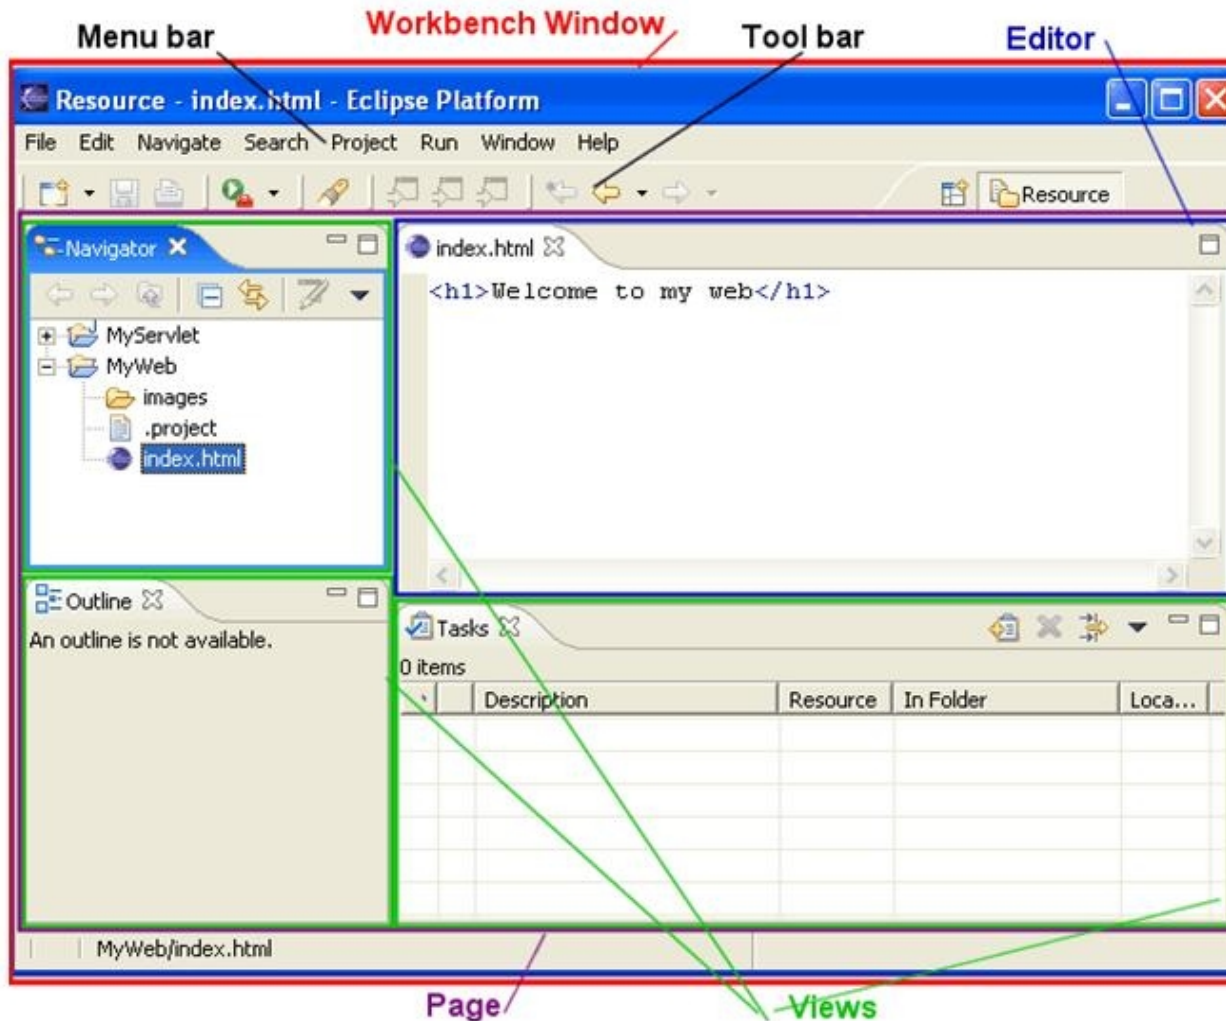 Menu bar
Workbench Window
Tool bar
Editor
Resource - index.html - Eclipse Platform
File Edit Navigate Search Project Run Window Help
Resource
Navigator
MyServlet
MyWeb
images
.project
index.html
index.html
<h1>Welcome to my web</h1>
Outline
An outline is not available.
Tasks
0 items
Description Resource In Folder Loca...
MyWeb/index.html
Page
Views